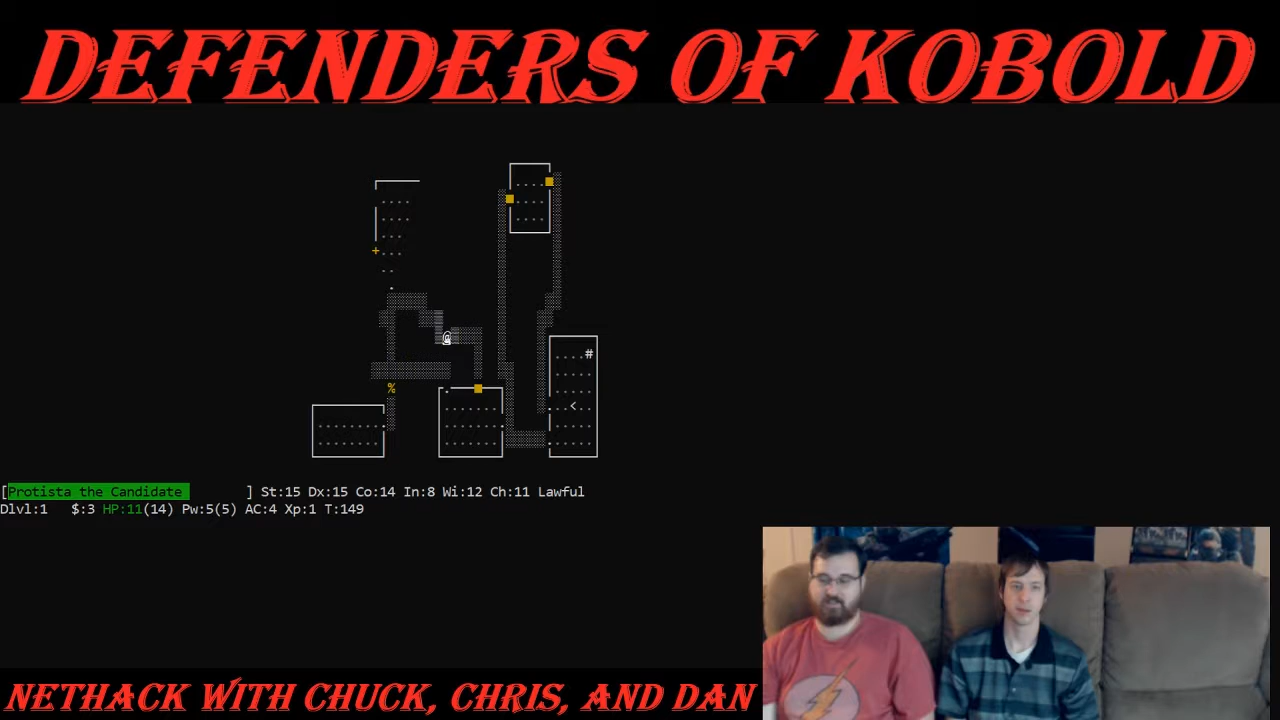 DEFENDERS OF KOBOLD
[Protista the Candidate ] St:15 Dx:15 Co:14 In:8 Wi:12 Ch:11 Lawful
Dlvl:1 $:3 HP:11(14) Pw:5(5) AC:4 Xp:1 T:149
NETHACK WITH CHUCK, CHRIS, AND DAN